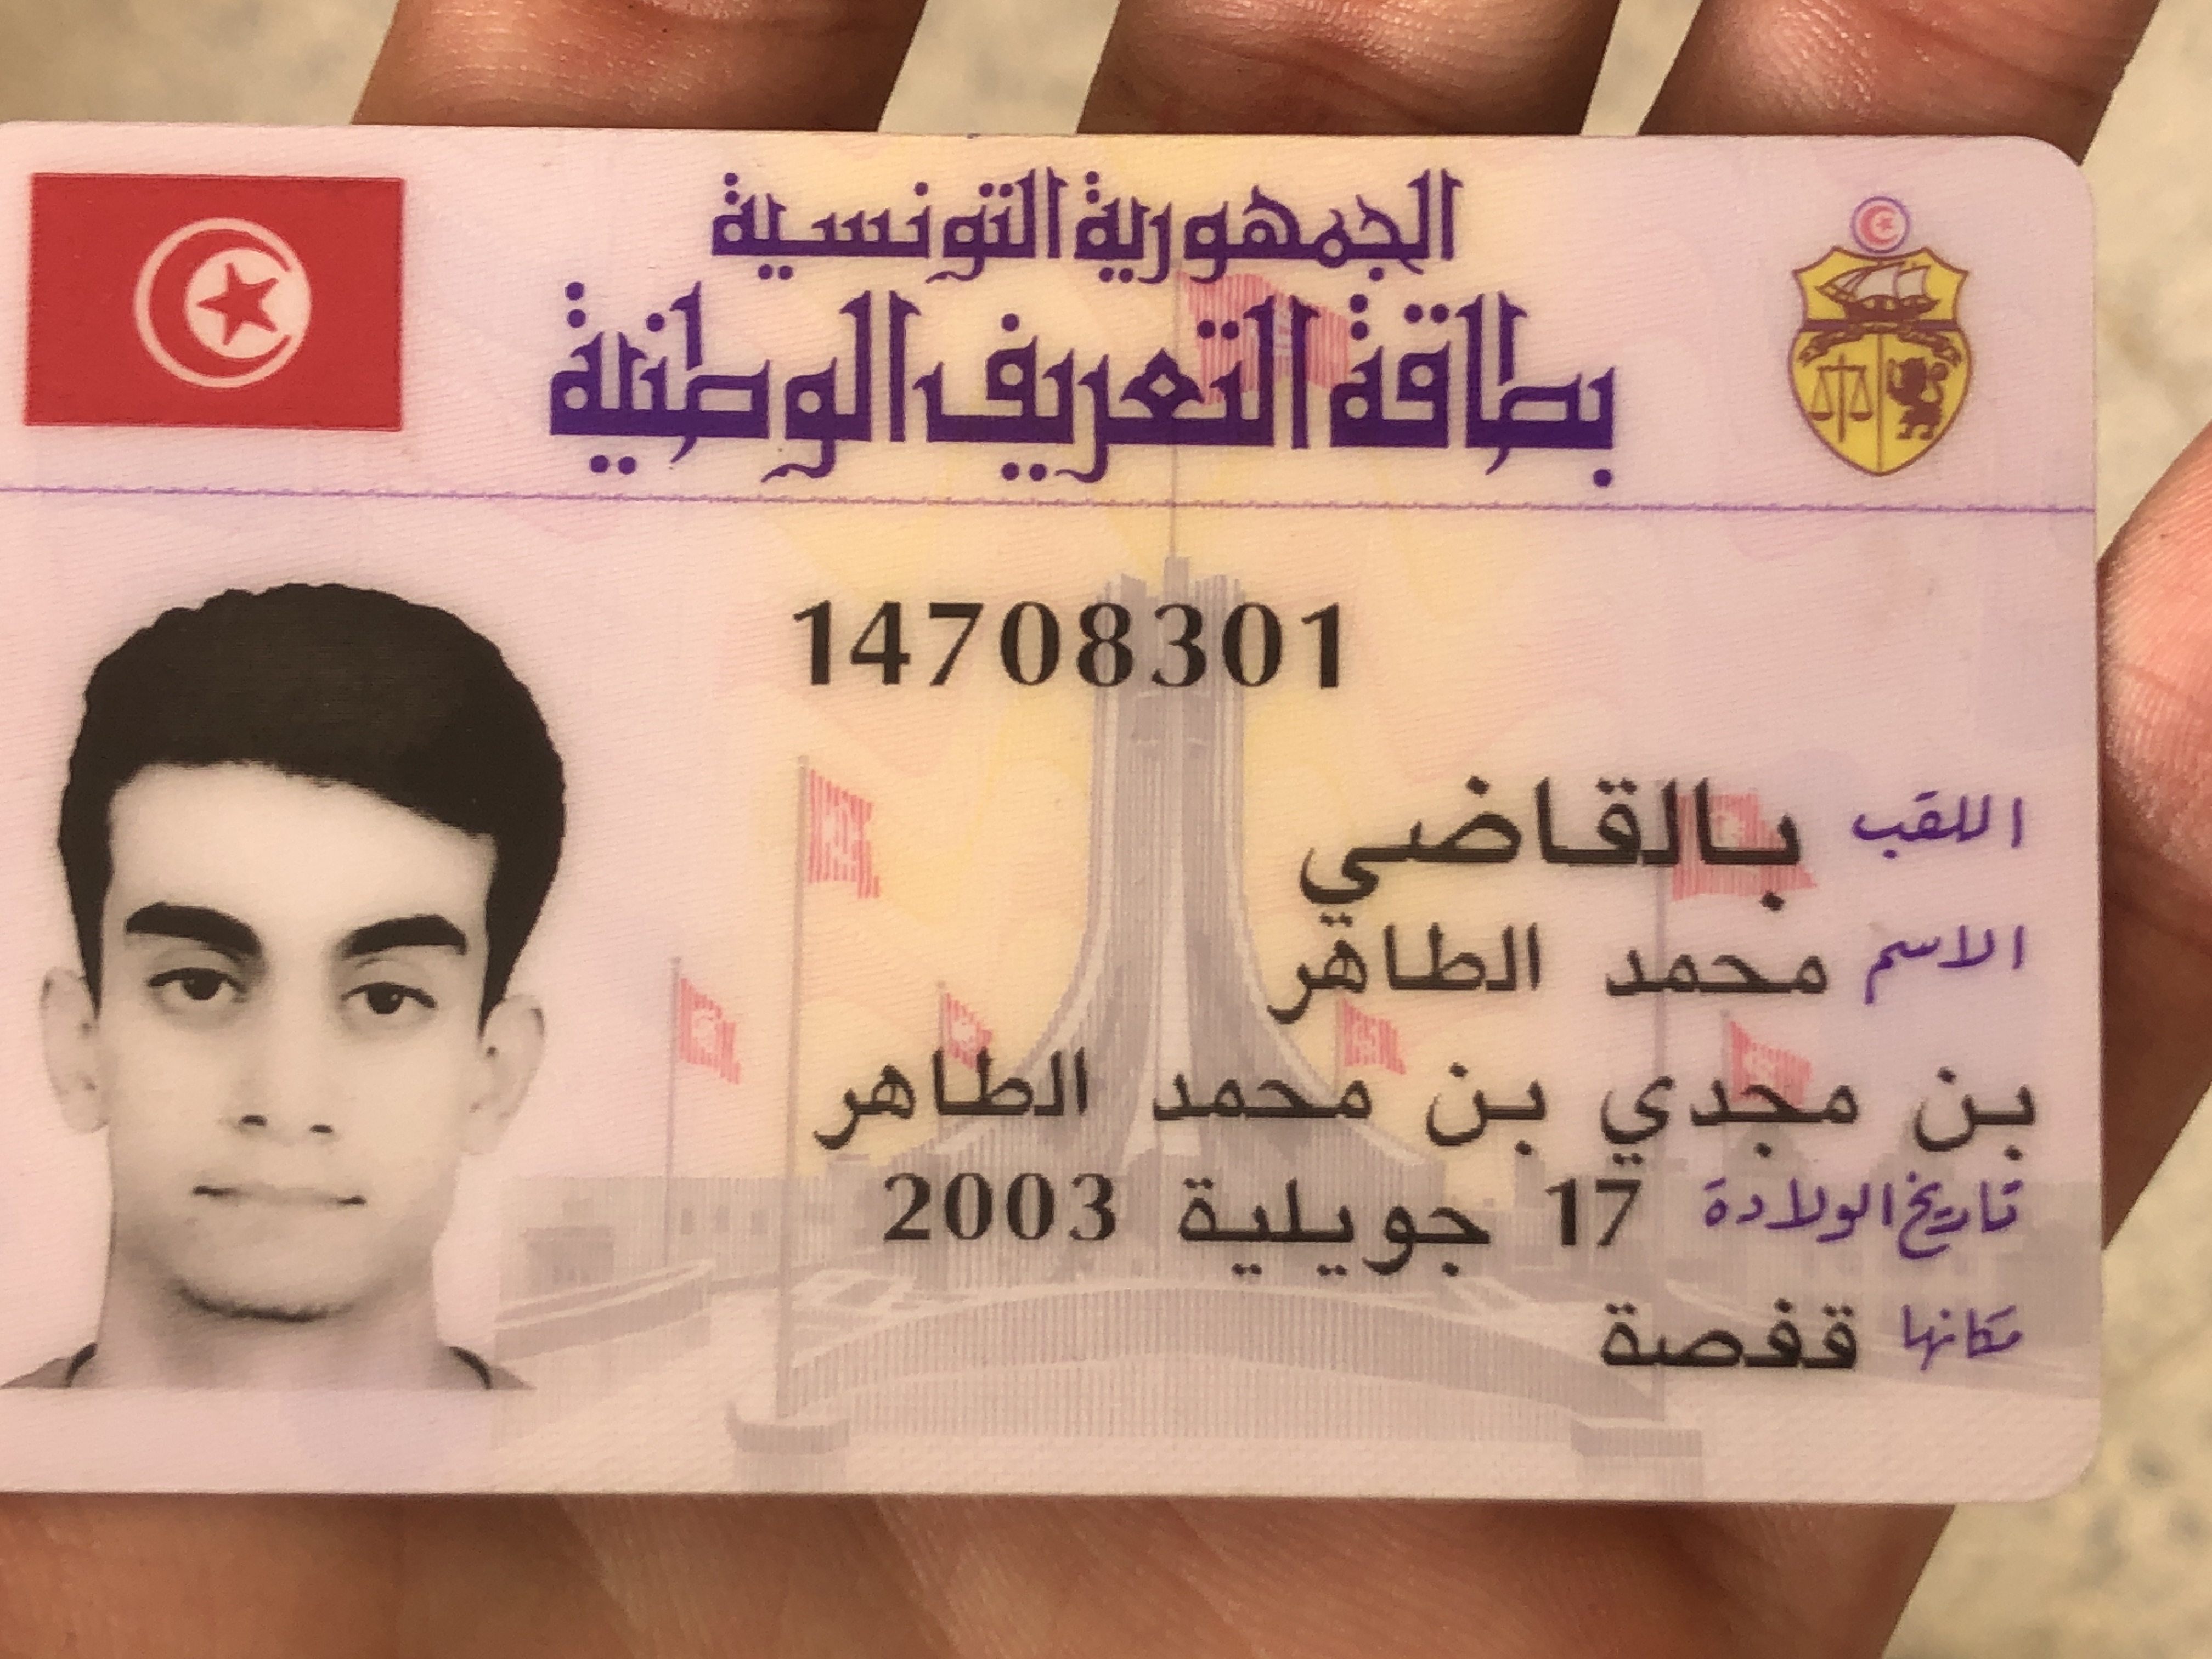 الجمهورية التونسية
بطاقة التعريف الوطنية
14708301
اللقب بالقاضي
الاسم محمد الطاهر
بن مجدي بن محمد الطاهر
تاريخ الولادة 17 جويلية 2003
مكانها قفصة